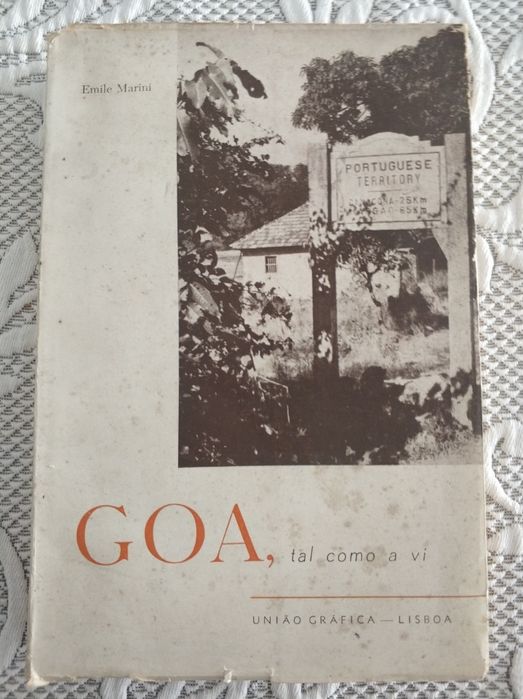 Emile Marini
PORTUGUESE
TERRITORY
GOA, tal como a vi
UNIÃO GRÁFICA — LISBOA